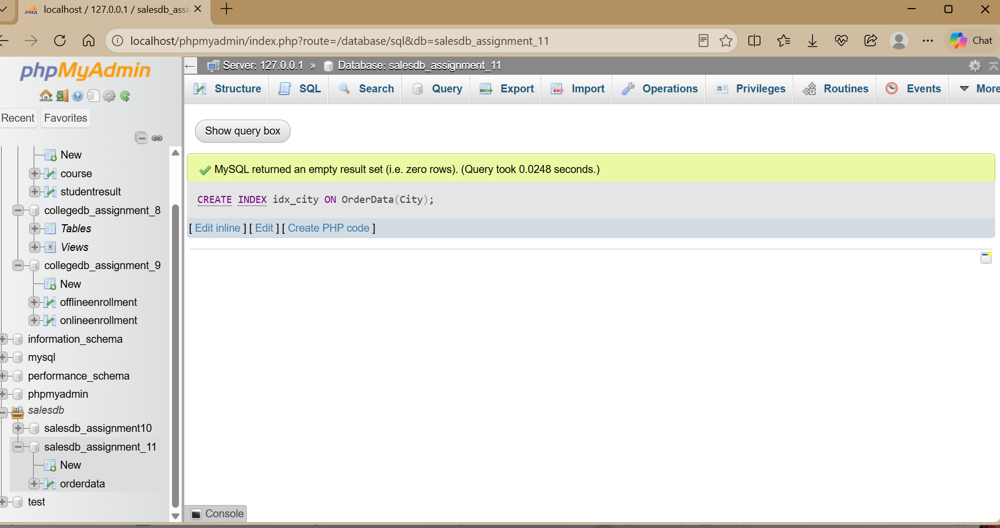 localhost / 127.0.0.1 / salesdb_assi
localhost/phpmyadmin/index.php?route=/database/sql&db=salesdb_assignment_11
Chat
phpMyAdmin
Recent
Favorites
New
course
studentresult
collegedb_assignment_8
Tables
Views
collegedb_assignment_9
New
offlineenrollment
onlineenrollment
information_schema
mysql
performance_schema
phpmyadmin
salesdb
salesdb_assignment10
salesdb_assignment_11
New
orderdata
test
Server: 127.0.0.1 » Database: salesdb_assignment_11
Structure SQL Search Query Export Import Operations Privileges Routines Events More
Show query box
MySQL returned an empty result set (i.e. zero rows). (Query took 0.0248 seconds.)
CREATE INDEX idx_city ON OrderData(City);
[ Edit inline ] [ Edit ] [ Create PHP code ]
Console